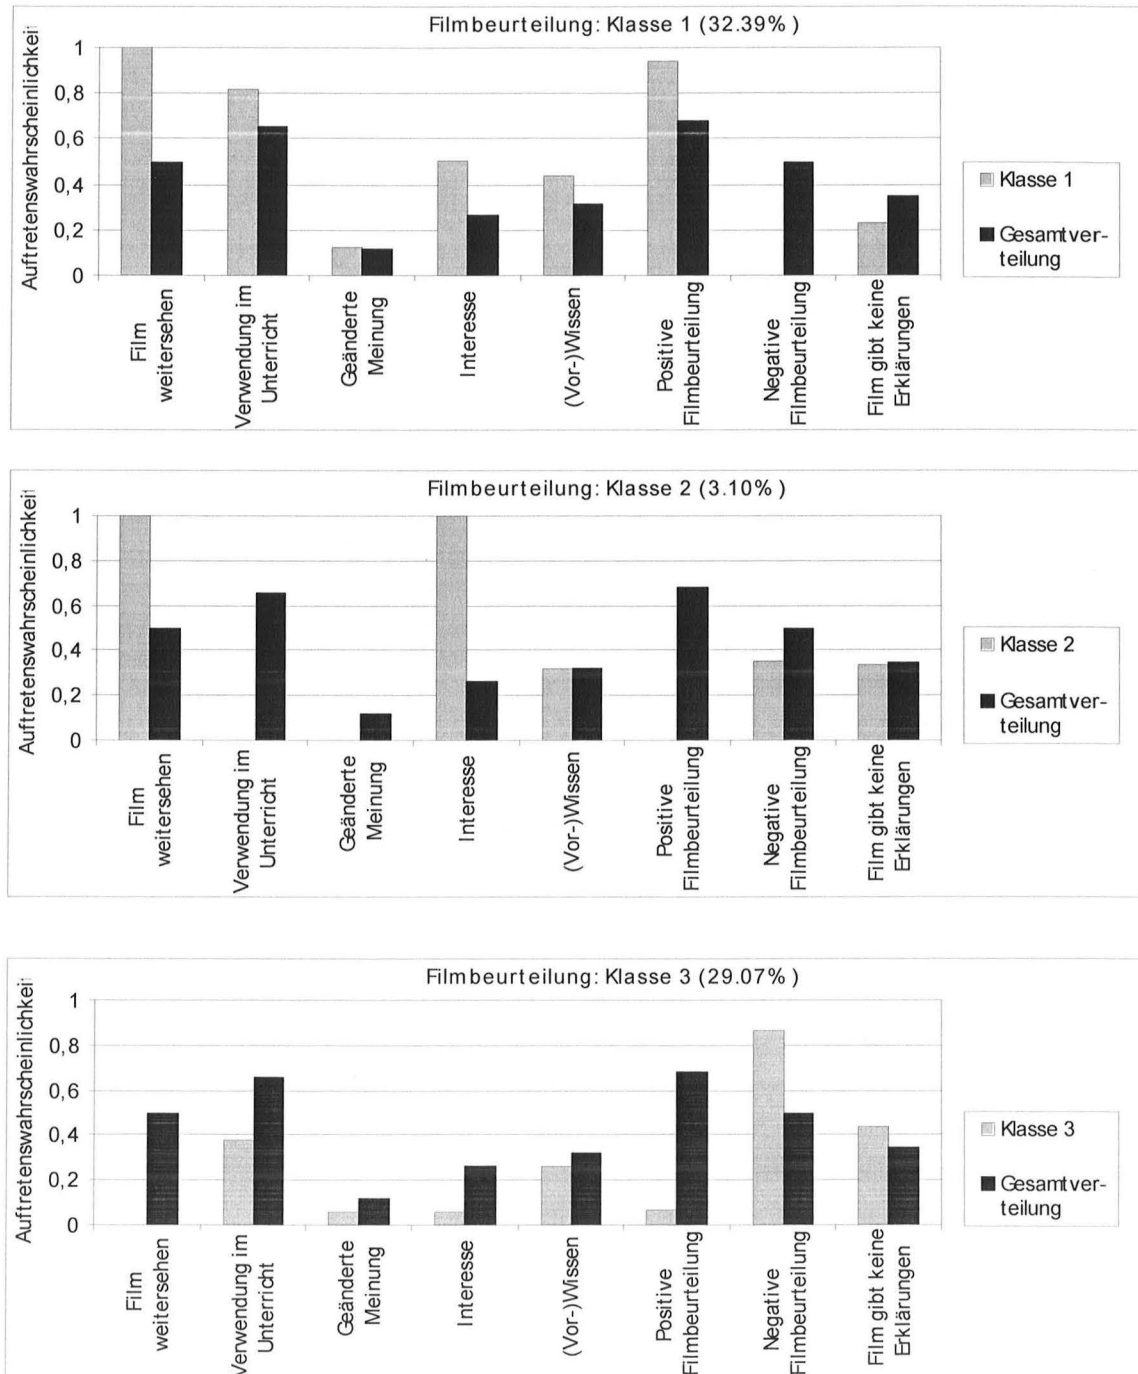 Filmbeurteilung: Klasse 1 (32.39%)
Auftretenswahrscheinlichkei
1
0,8
0,6
0,4
0,2
0
Film
weitersehen
Verwendung im
Unterricht
Geänderte
Meinung
Interesse
(Vor-)Wissen
Positive
Filmbeurteilung
Negative
Filmbeurteilung
Film gibt keine
Erklärungen
Klasse 1
Gesamtver-
teilung
Filmbeurteilung: Klasse 2 (3.10%)
Auftretenswahrscheinlichkei
1
0,8
0,6
0,4
0,2
0
Film
weitersehen
Verwendung im
Unterricht
Geänderte
Meinung
Interesse
(Vor-)Wissen
Positive
Filmbeurteilung
Negative
Filmbeurteilung
Film gibt keine
Erklärungen
Klasse 2
Gesamtver-
teilung
Filmbeurteilung: Klasse 3 (29.07%)
Auftretenswahrscheinlichkei
1
0,8
0,6
0,4
0,2
0
Film
weitersehen
Verwendung im
Unterricht
Geänderte
Meinung
Interesse
(Vor-)Wissen
Positive
Filmbeurteilung
Negative
Filmbeurteilung
Film gibt keine
Erklärungen
Klasse 3
Gesamtver-
teilung